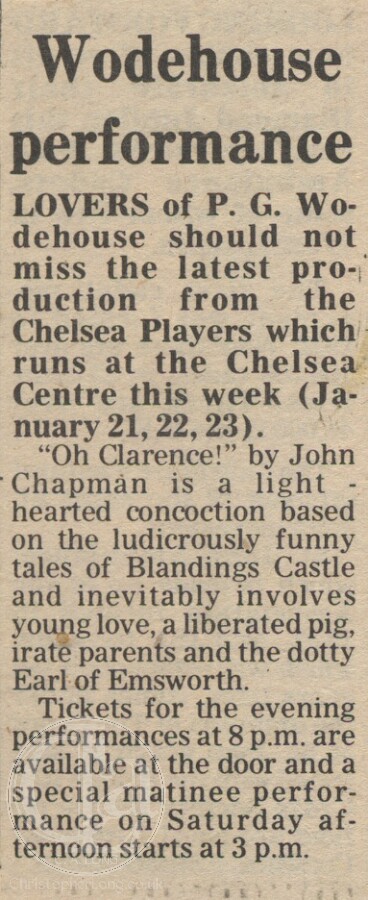 Wodehouse
performance
LOVERS of P. G. Wo-
dehouse should not
miss the latest pro-
duction from the
Chelsea Players which
runs at the Chelsea
Centre this week (Ja-
nuary 21, 22, 23).
"Oh Clarence!" by John
Chapman is a light -
hearted concoction based
on the ludicrously funny
tales of Blandings Castle
and inevitably involves
young love, a liberated pig,
irate parents and the dotty
Earl of Emsworth.
Tickets for the evening
performances at 8 p.m. are
available at the door and a
special matinee perfor-
mance on Saturday af-
ternoon starts at 3 p.m.